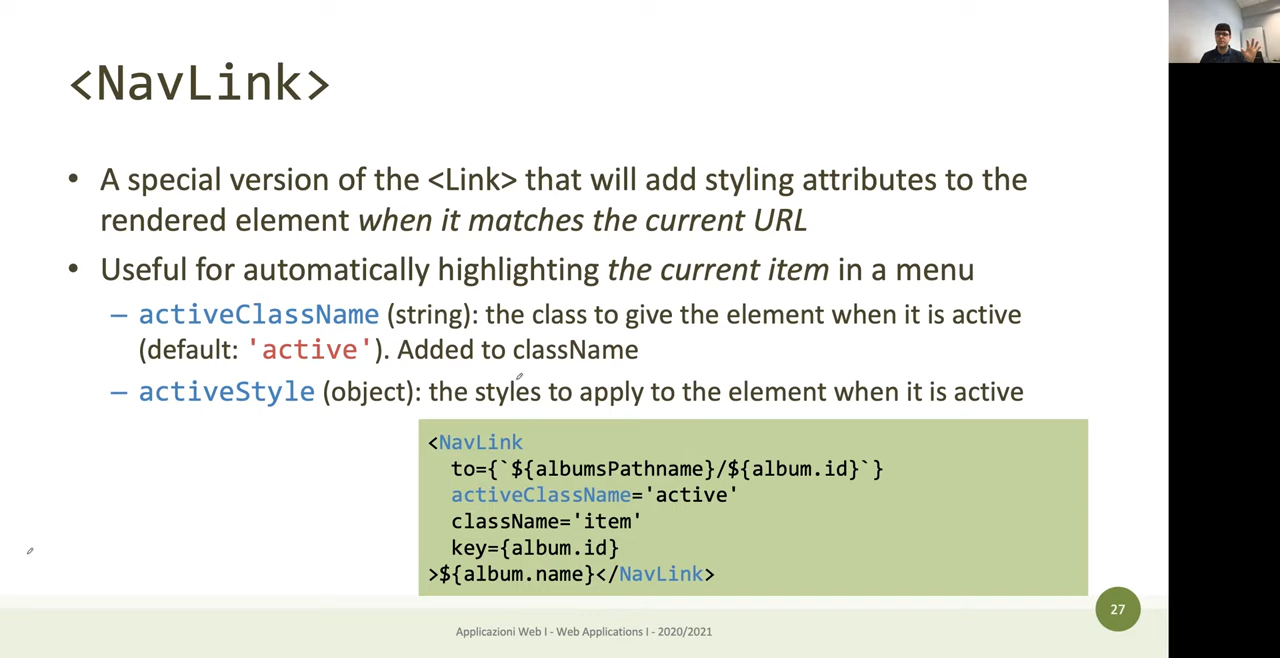 <NavLink>
• A special version of the <Link> that will add styling attributes to the
rendered element when it matches the current URL
• Useful for automatically highlighting the current item in a menu
– activeClassName (string): the class to give the element when it is active
(default: 'active'). Added to className
– activeStyle (object): the styles to apply to the element when it is active
<NavLink
to={`${albumsPathname}/${album.id}`}
activeClassName='active'
className='item'
key={album.id}
>${album.name}</NavLink>
27
Applicazioni Web I - Web Applications I - 2020/2021